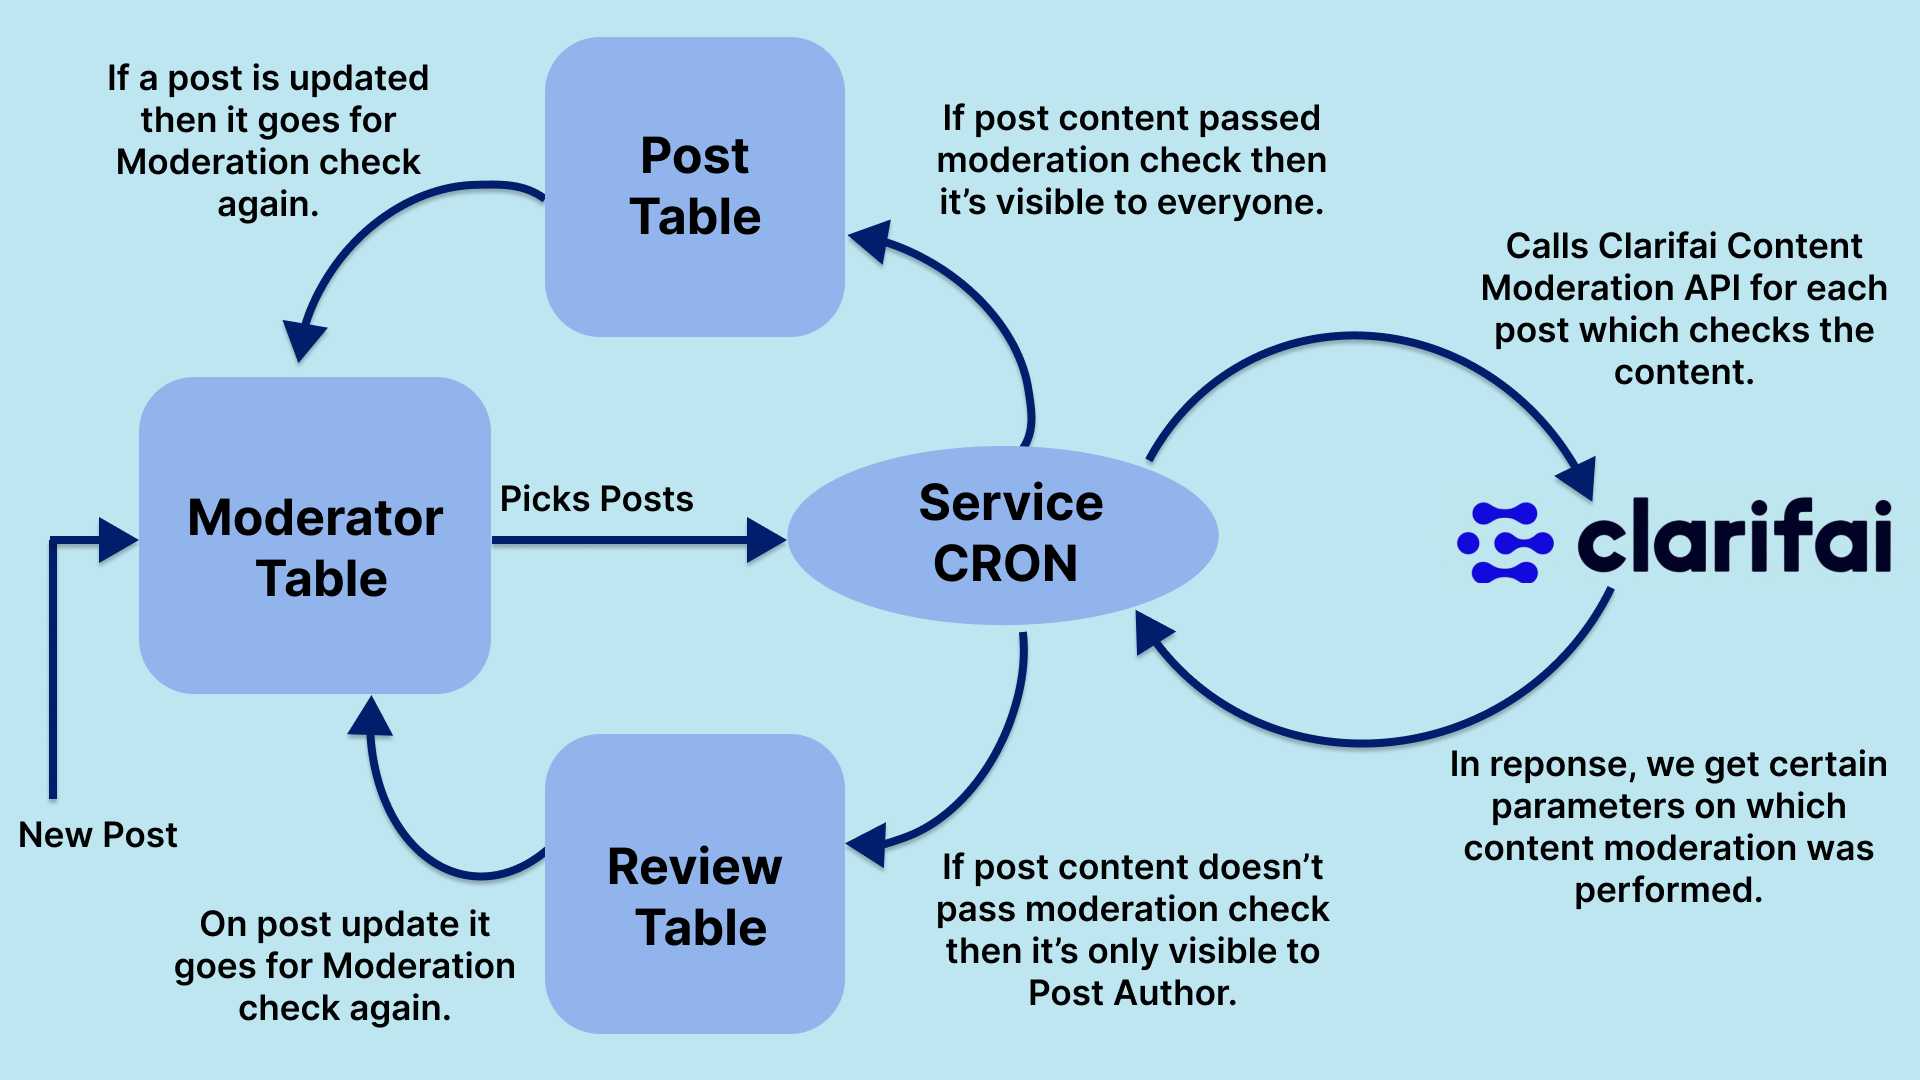 If a post is updated
then it goes for
Moderation check
again.
Post
Table
If post content passed
moderation check then
it’s visible to everyone.
Calls Clarifai Content
Moderation API for each
post which checks the
content.
Moderator
Table
Picks Posts
Service
CRON
clarifai
New Post
On post update it
goes for Moderation
check again.
Review
Table
If post content doesn’t
pass moderation check
then it’s only visible to
Post Author.
In reponse, we get certain
parameters on which
content moderation was
performed.